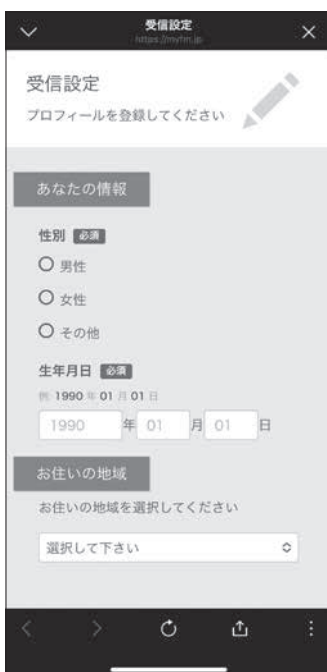 受信設定
https://myfm.jp
受信設定
プロフィールを登録してください
あなたの情報
性別 必須
男性
女性
その他
生年月日 必須
例: 1990 年 01 月 01 日
1990 年 01 月 01 日
お住いの地域
お住いの地域を選択してください
選択して下さい